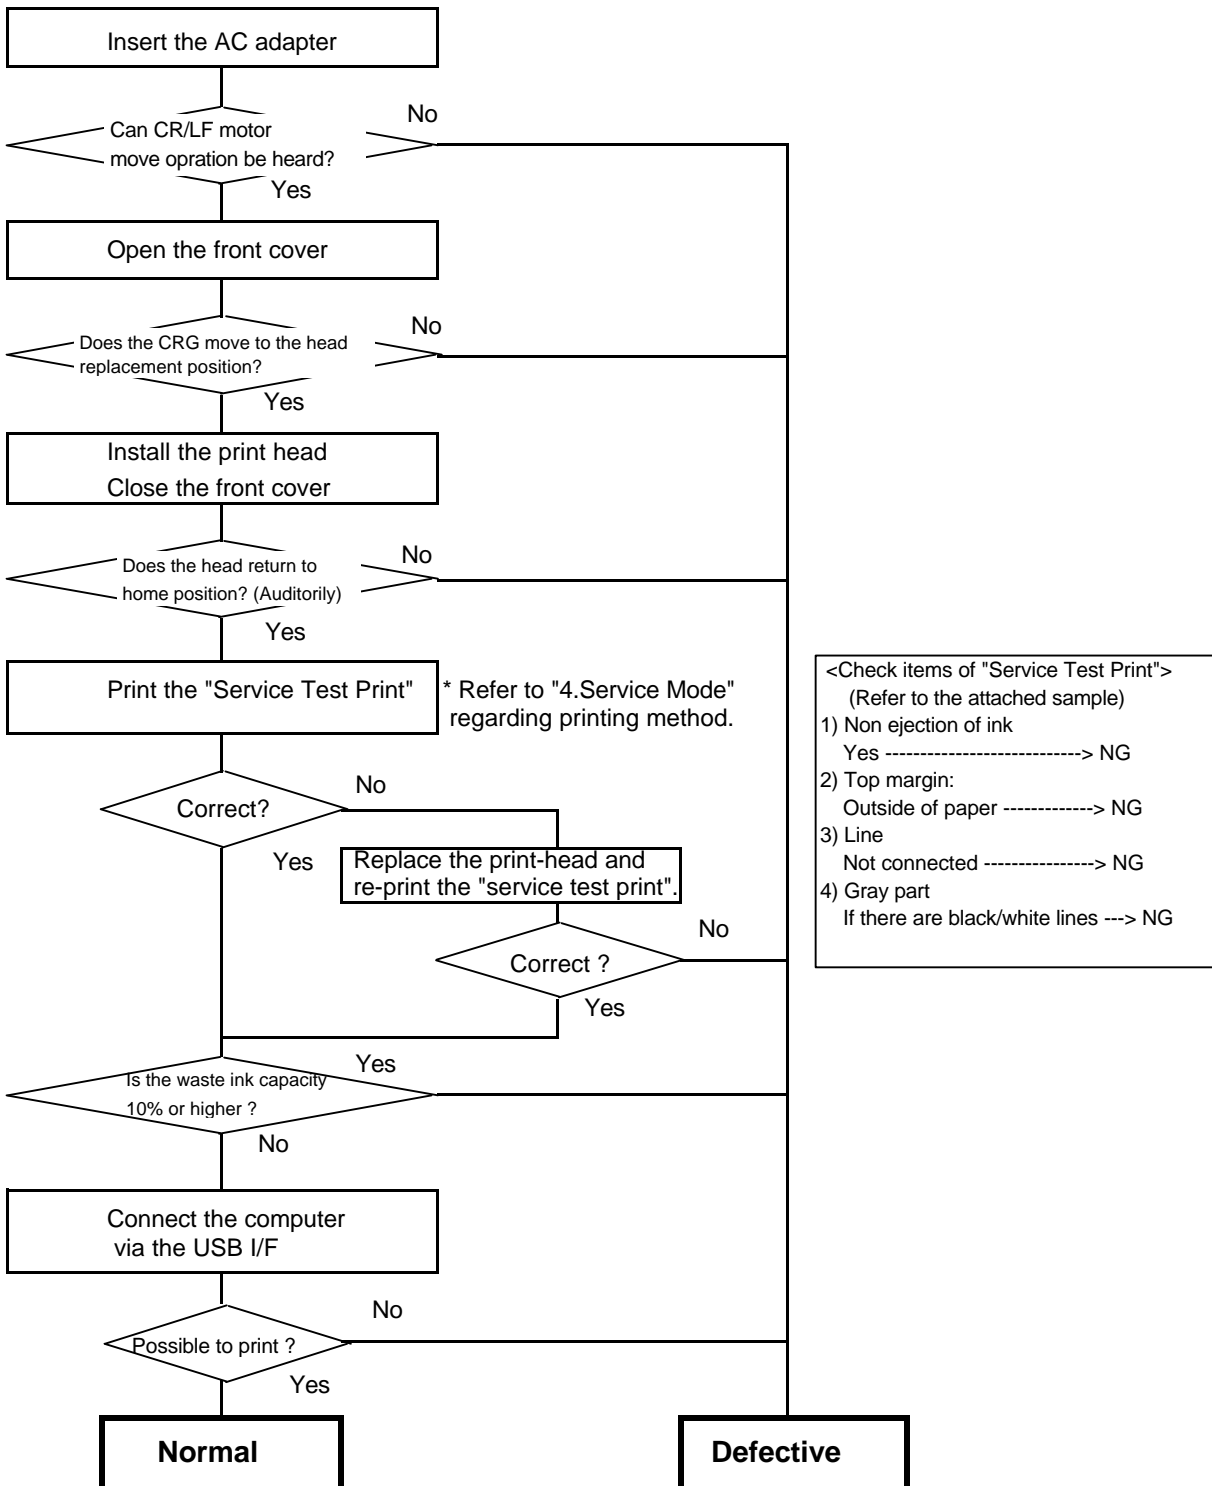 Insert the AC adapter
No
Can CR/LF motor
move opration be heard?
Yes
Open the front cover
No
Does the CRG move to the head
replacement position?
Yes
Install the print head
Close the front cover
No
Does the head return to
home position? (Auditorily)
Yes
Print the "Service Test Print"
* Refer to "4.Service Mode"
regarding printing method.
<Check items of "Service Test Print">
(Refer to the attached sample)
1) Non ejection of ink
Yes ----------------------------> NG
2) Top margin:
Outside of paper -------------> NG
3) Line
Not connected ----------------> NG
4) Gray part
If there are black/white lines ---> NG
No
Correct?
Yes
Replace the print-head and
re-print the "service test print".
No
Correct ?
Yes
Yes
Is the waste ink capacity
10% or higher ?
No
Connect the computer
via the USB I/F
No
Possible to print ?
Yes
Normal
Defective